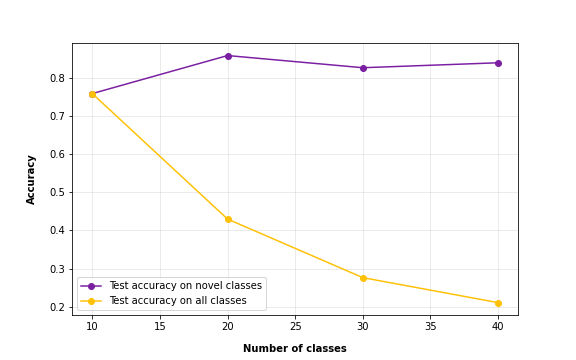 0.8
0.7
0.6
0.5
0.4
0.3
0.2
Accuracy
Test accuracy on novel classes
Test accuracy on all classes
10 15 20 25 30 35 40
Number of classes